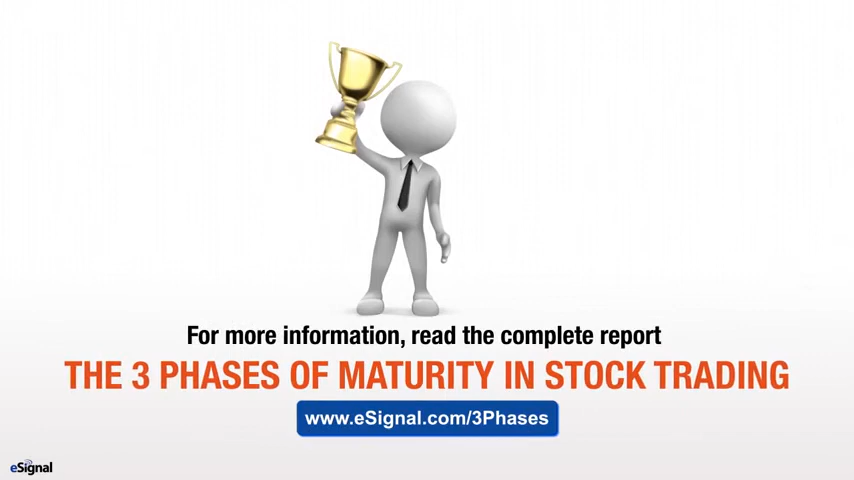 For more information, read the complete report
THE 3 PHASES OF MATURITY IN STOCK TRADING
www.eSignal.com/3Phases
eSignal